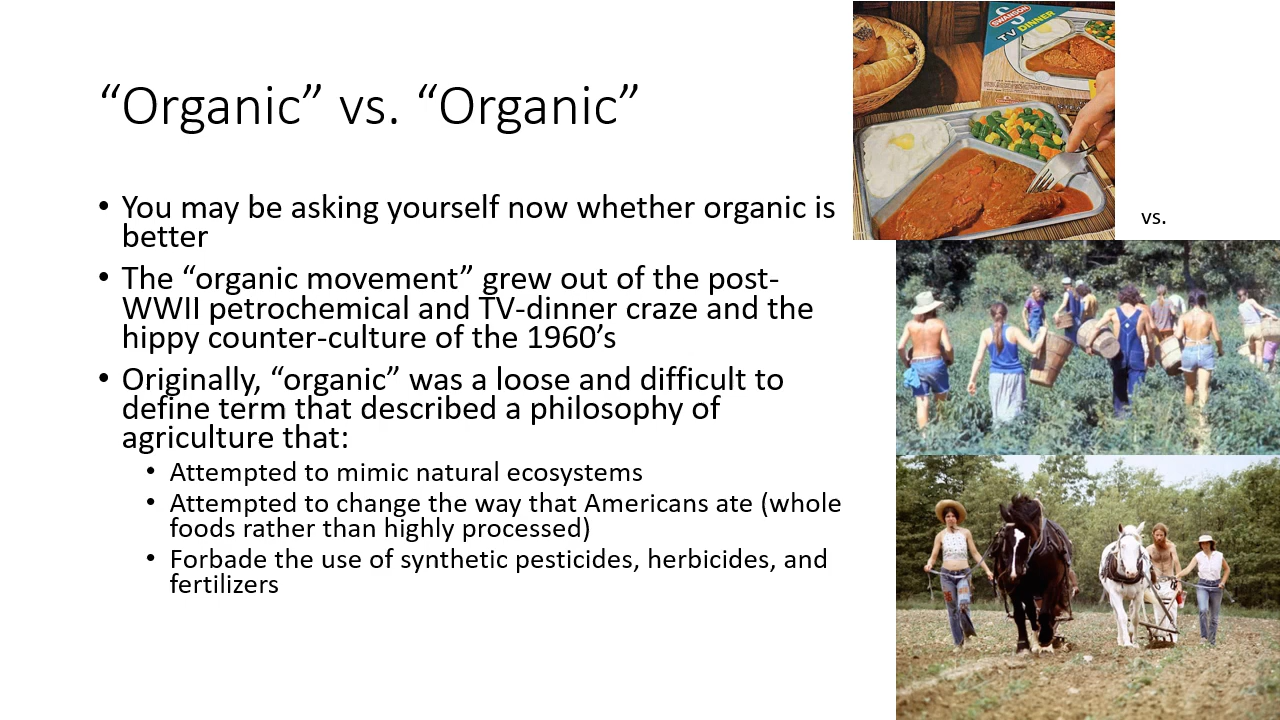 “Organic” vs. “Organic”
• You may be asking yourself now whether organic is
better
• The “organic movement” grew out of the post-
WWII petrochemical and TV-dinner craze and the
hippy counter-culture of the 1960’s
• Originally, “organic” was a loose and difficult to
define term that described a philosophy of
agriculture that:
• Attempted to mimic natural ecosystems
• Attempted to change the way that Americans ate (whole
foods rather than highly processed)
• Forbade the use of synthetic pesticides, herbicides, and
fertilizers
S
SWANSON
TV DINNER
vs.